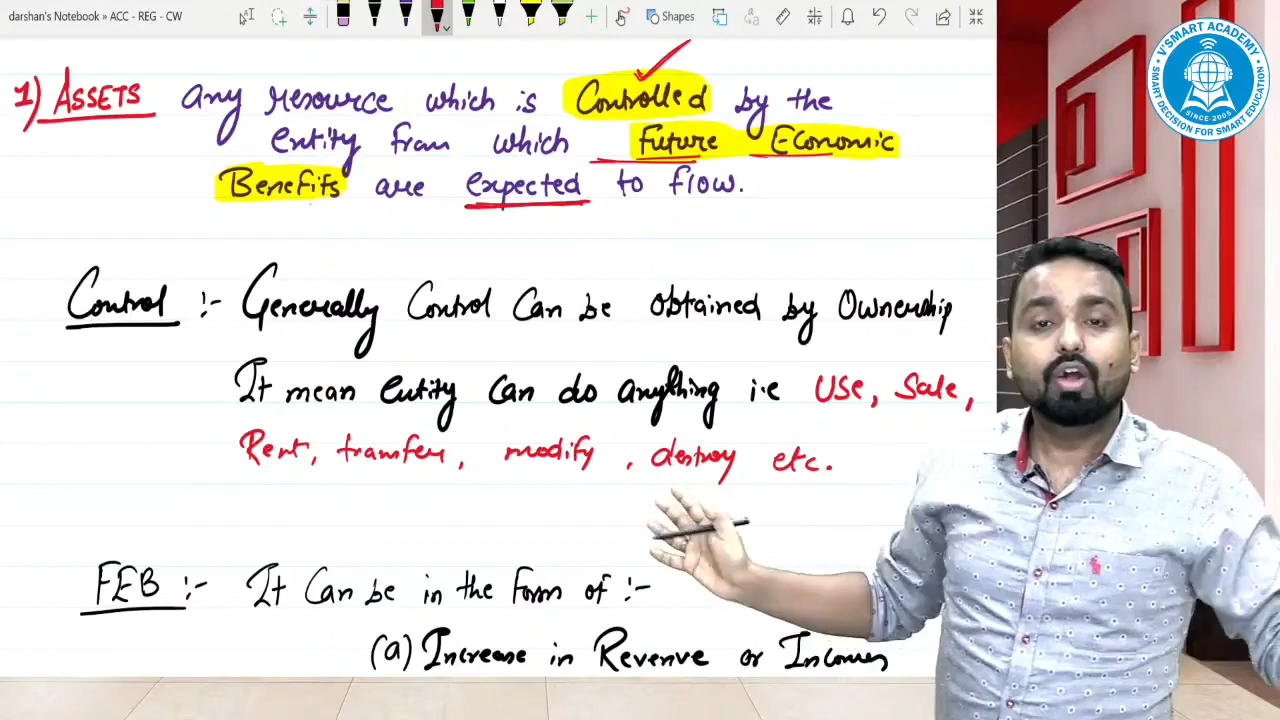 darshan's Notebook » ACC - REG - CW
Shapes
1) ASSETS any resource which is Controlled by the
entity from which Future Economic
Benefits are expected to flow.
Control :- Generally Control Can be obtained by Ownership
It mean entity can do anything i.e Use, Sale,
Rent, transfer, modify, destroy etc.
FEB :- It Can be in the Form of :-
(a) Increase in Revenue or Incomes
V'SMART ACADEMY
SINCE-2005
SMART DECISION FOR SMART EDUCATION